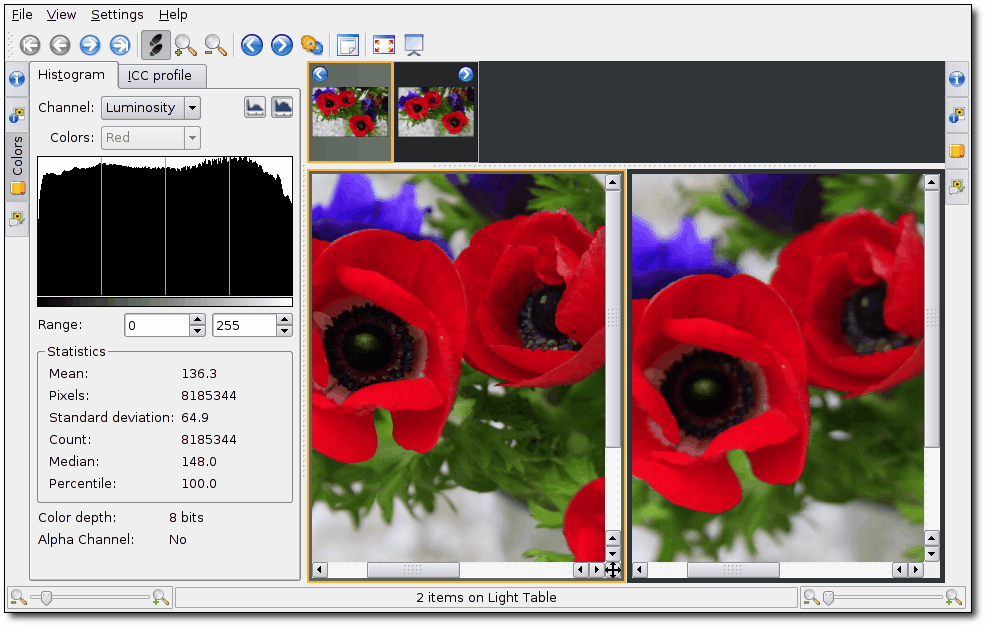 File View Settings Help
Histogram ICC profile
Channel: Luminosity
Colors: Red
Colors
Range: 0 255
Statistics
Mean: 136.3
Pixels: 8185344
Standard deviation: 64.9
Count: 8185344
Median: 148.0
Percentile: 100.0
Color depth: 8 bits
Alpha Channel: No
2 items on Light Table